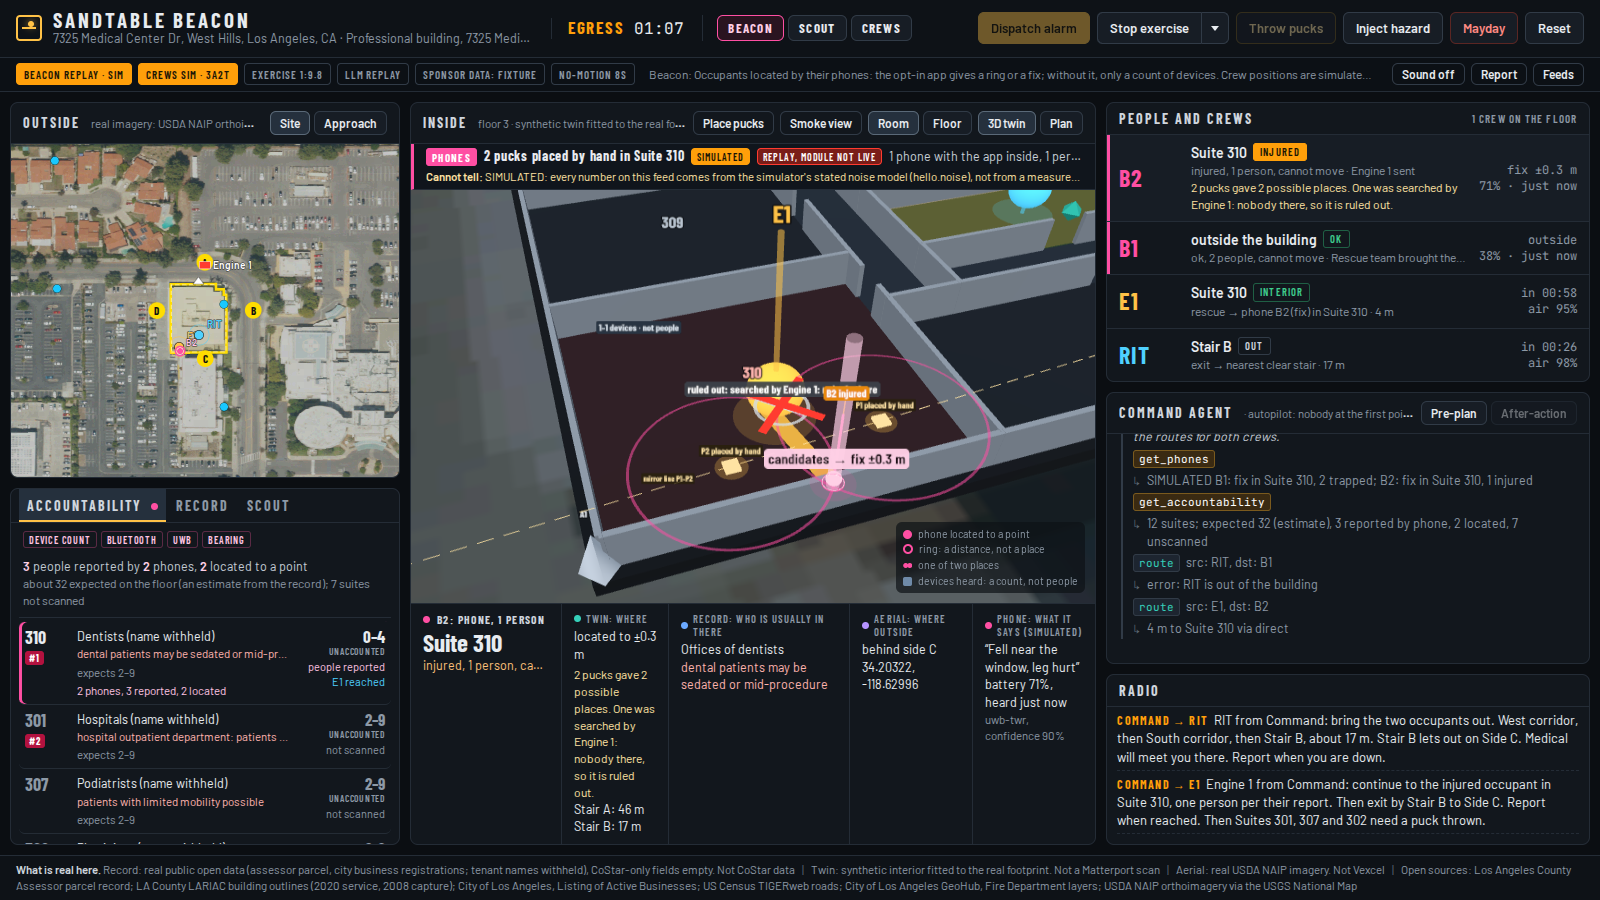 SANDTABLE BEACON
7325 Medical Center Dr, West Hills, Los Angeles, CA · Professional building, 7325 Medi...
EGRESS 01:07
BEACON SCOUT CREWS
Dispatch alarm Stop exercise Throw pucks Inject hazard Mayday Reset
BEACON REPLAY · SIM CREWS SIM · 3A2T EXERCISE 1:9.8 LLM REPLAY SPONSOR DATA: FIXTURE NO-MOTION 8S
Beacon: Occupants located by their phones: the opt-in app gives a ring or a fix; without it, only a count of devices. Crew positions are simulate...
Sound off Report Feeds
OUTSIDE real imagery: USDA NAIP orthoi... Site Approach
Engine 1
D
B
RIT
B2
C
ACCOUNTABILITY RECORD SCOUT
DEVICE COUNT BLUETOOTH UWB BEARING
3 people reported by 2 phones, 2 located to a point
about 32 expected on the floor (an estimate from the record); 7 suites
not scanned
310 Dentists (name withheld) 0–4
#1 dental patients may be sedated or mid-pr... UNACCOUNTED
expects 2–9 people reported
2 phones, 3 reported, 2 located E1 reached
301 Hospitals (name withheld) 2–9
#2 hospital outpatient department: patients ... UNACCOUNTED
expects 2–9 not scanned
307 Podiatrists (name withheld) 2–9
patients with limited mobility possible UNACCOUNTED
expects 2–9 not scanned
INSIDE floor 3 · synthetic twin fitted to the real fo... Place pucks Smoke view Room Floor 3D twin Plan
PHONES 2 pucks placed by hand in Suite 310 SIMULATED REPLAY, MODULE NOT LIVE 1 phone with the app inside, 1 per...
Cannot tell: SIMULATED: every number on this feed comes from the simulator's stated noise model (hello.noise), not from a measure...
309
E1
1-1 devices · not people
310
ruled out: searched by Engine 1:
B2 injured
P1 placed by hand
P2 placed by hand
candidates → fix ±0.3 m
mirror line P1-P2
phone located to a point
ring: a distance, not a place
one of two places
devices heard: a count, not people
B2: PHONE, 1 PERSON
Suite 310
injured, 1 person, ca...
TWIN: WHERE
located to ±0.3
m
2 pucks gave 2
possible
places. One was
searched by
Engine 1:
nobody there,
so it is ruled
out.
Stair A: 46 m
Stair B: 17 m
RECORD: WHO IS USUALLY IN
THERE
Offices of dentists
dental patients may be
sedated or mid-procedure
AERIAL: WHERE
OUTSIDE
behind side C
34.20322,
-118.62996
PHONE: WHAT IT
SAYS (SIMULATED)
"Fell near the
window, leg hurt"
battery 71%,
heard just now
uwb-twr,
confidence 90%
PEOPLE AND CREWS 1 CREW ON THE FLOOR
B2 Suite 310 INJURED
injured, 1 person, cannot move · Engine 1 sent
2 pucks gave 2 possible places. One was searched by
Engine 1: nobody there, so it is ruled out.
fix ±0.3 m
71% · just now
B1 outside the building OK
ok, 2 people, cannot move · Rescue team brought the...
outside
38% · just now
E1 Suite 310 INTERIOR
rescue → phone B2 (fix) in Suite 310 · 4 m
in 00:58
air 95%
RIT Stair B OUT
exit → nearest clear stair · 17 m
in 00:26
air 98%
COMMAND AGENT · autopilot: nobody at the first poi... Pre-plan After-action
the routes for both crews.
get_phones
↳ SIMULATED B1: fix in Suite 310, 2 trapped; B2: fix in Suite 310, 1 injured
get_accountability
↳ 12 suites; expected 32 (estimate), 3 reported by phone, 2 located, 7
unscanned
route src: RIT, dst: B1
↳ error: RIT is out of the building
route src: E1, dst: B2
↳ 4 m to Suite 310 via direct
RADIO
COMMAND → RIT RIT from Command: bring the two occupants out. West corridor,
then South corridor, then Stair B, about 17 m. Stair B lets out on Side C. Medical
will meet you there. Report when you are down.
COMMAND → E1 Engine 1 from Command: continue to the injured occupant in
Suite 310, one person per their report. Then exit by Stair B to Side C. Report
when reached. Then Suites 301, 307 and 302 need a puck thrown.
What is real here. Record: real public open data (assessor parcel, city business registrations; tenant names withheld), CoStar-only fields empty. Not CoStar data | Twin: synthetic interior fitted to the real footprint. Not a Matterport scan | Aerial: real USDA NAIP imagery. Not Vexcel | Open sources: Los Angeles County
Assessor parcel record; LA County LARIAC building outlines (2020 service, 2008 capture); City of Los Angeles, Listing of Active Businesses; US Census TIGERweb roads; City of Los Angeles GeoHub, Fire Department layers; USDA NAIP orthoimagery via the USGS National Map